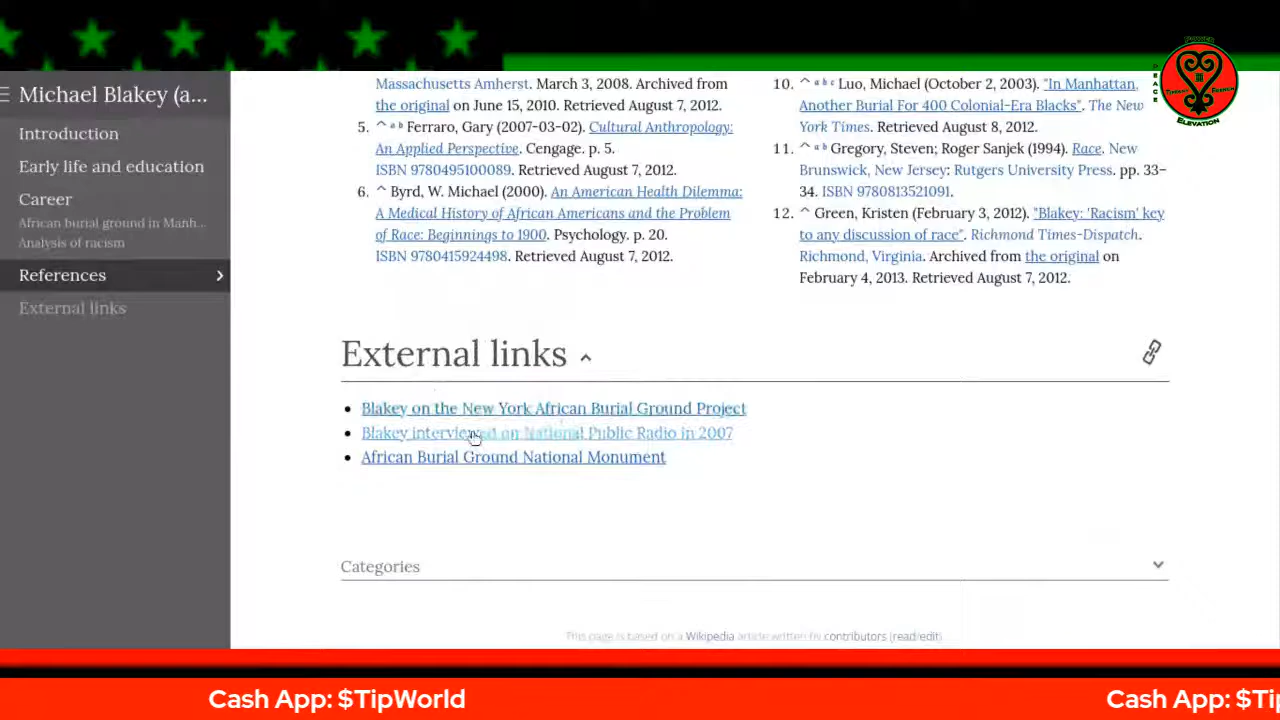 Michael Blakey (a...
Introduction
Early life and education
Career
African burial ground in Manh...
Analysis of racism
References
External links
Massachusetts Amherst. March 3, 2008. Archived from
the original on June 15, 2010. Retrieved August 7, 2012.
5. ^ a b Ferraro, Gary (2007-03-02). Cultural Anthropology:
An Applied Perspective. Cengage. p. 5.
ISBN 9780495100089. Retrieved August 7, 2012.
6. ^ Byrd, W. Michael (2000). An American Health Dilemma:
A Medical History of African Americans and the Problem
of Race: Beginnings to 1900. Psychology. p. 20.
ISBN 9780415924498. Retrieved August 7, 2012.
10. ^ a b c Luo, Michael (October 2, 2003). "In Manhattan,
Another Burial For 400 Colonial-Era Blacks". The New
York Times. Retrieved August 8, 2012.
11. ^ a b Gregory, Steven; Roger Sanjek (1994). Race. New
Brunswick, New Jersey: Rutgers University Press. pp. 33–
34. ISBN 9780813521091.
12. ^ Green, Kristen (February 3, 2012). "Blakey: 'Racism' key
to any discussion of race". Richmond Times-Dispatch.
Richmond, Virginia. Archived from the original on
February 4, 2013. Retrieved August 7, 2012.
External links
Blakey on the New York African Burial Ground Project
Blakey interviewed on National Public Radio in 2007
African Burial Ground National Monument
Categories
This page is based on a Wikipedia article written by contributors (read/edit).
POWER
PEACE
ELEVATION
Cash App: $TipWorld
Cash App: $Tip